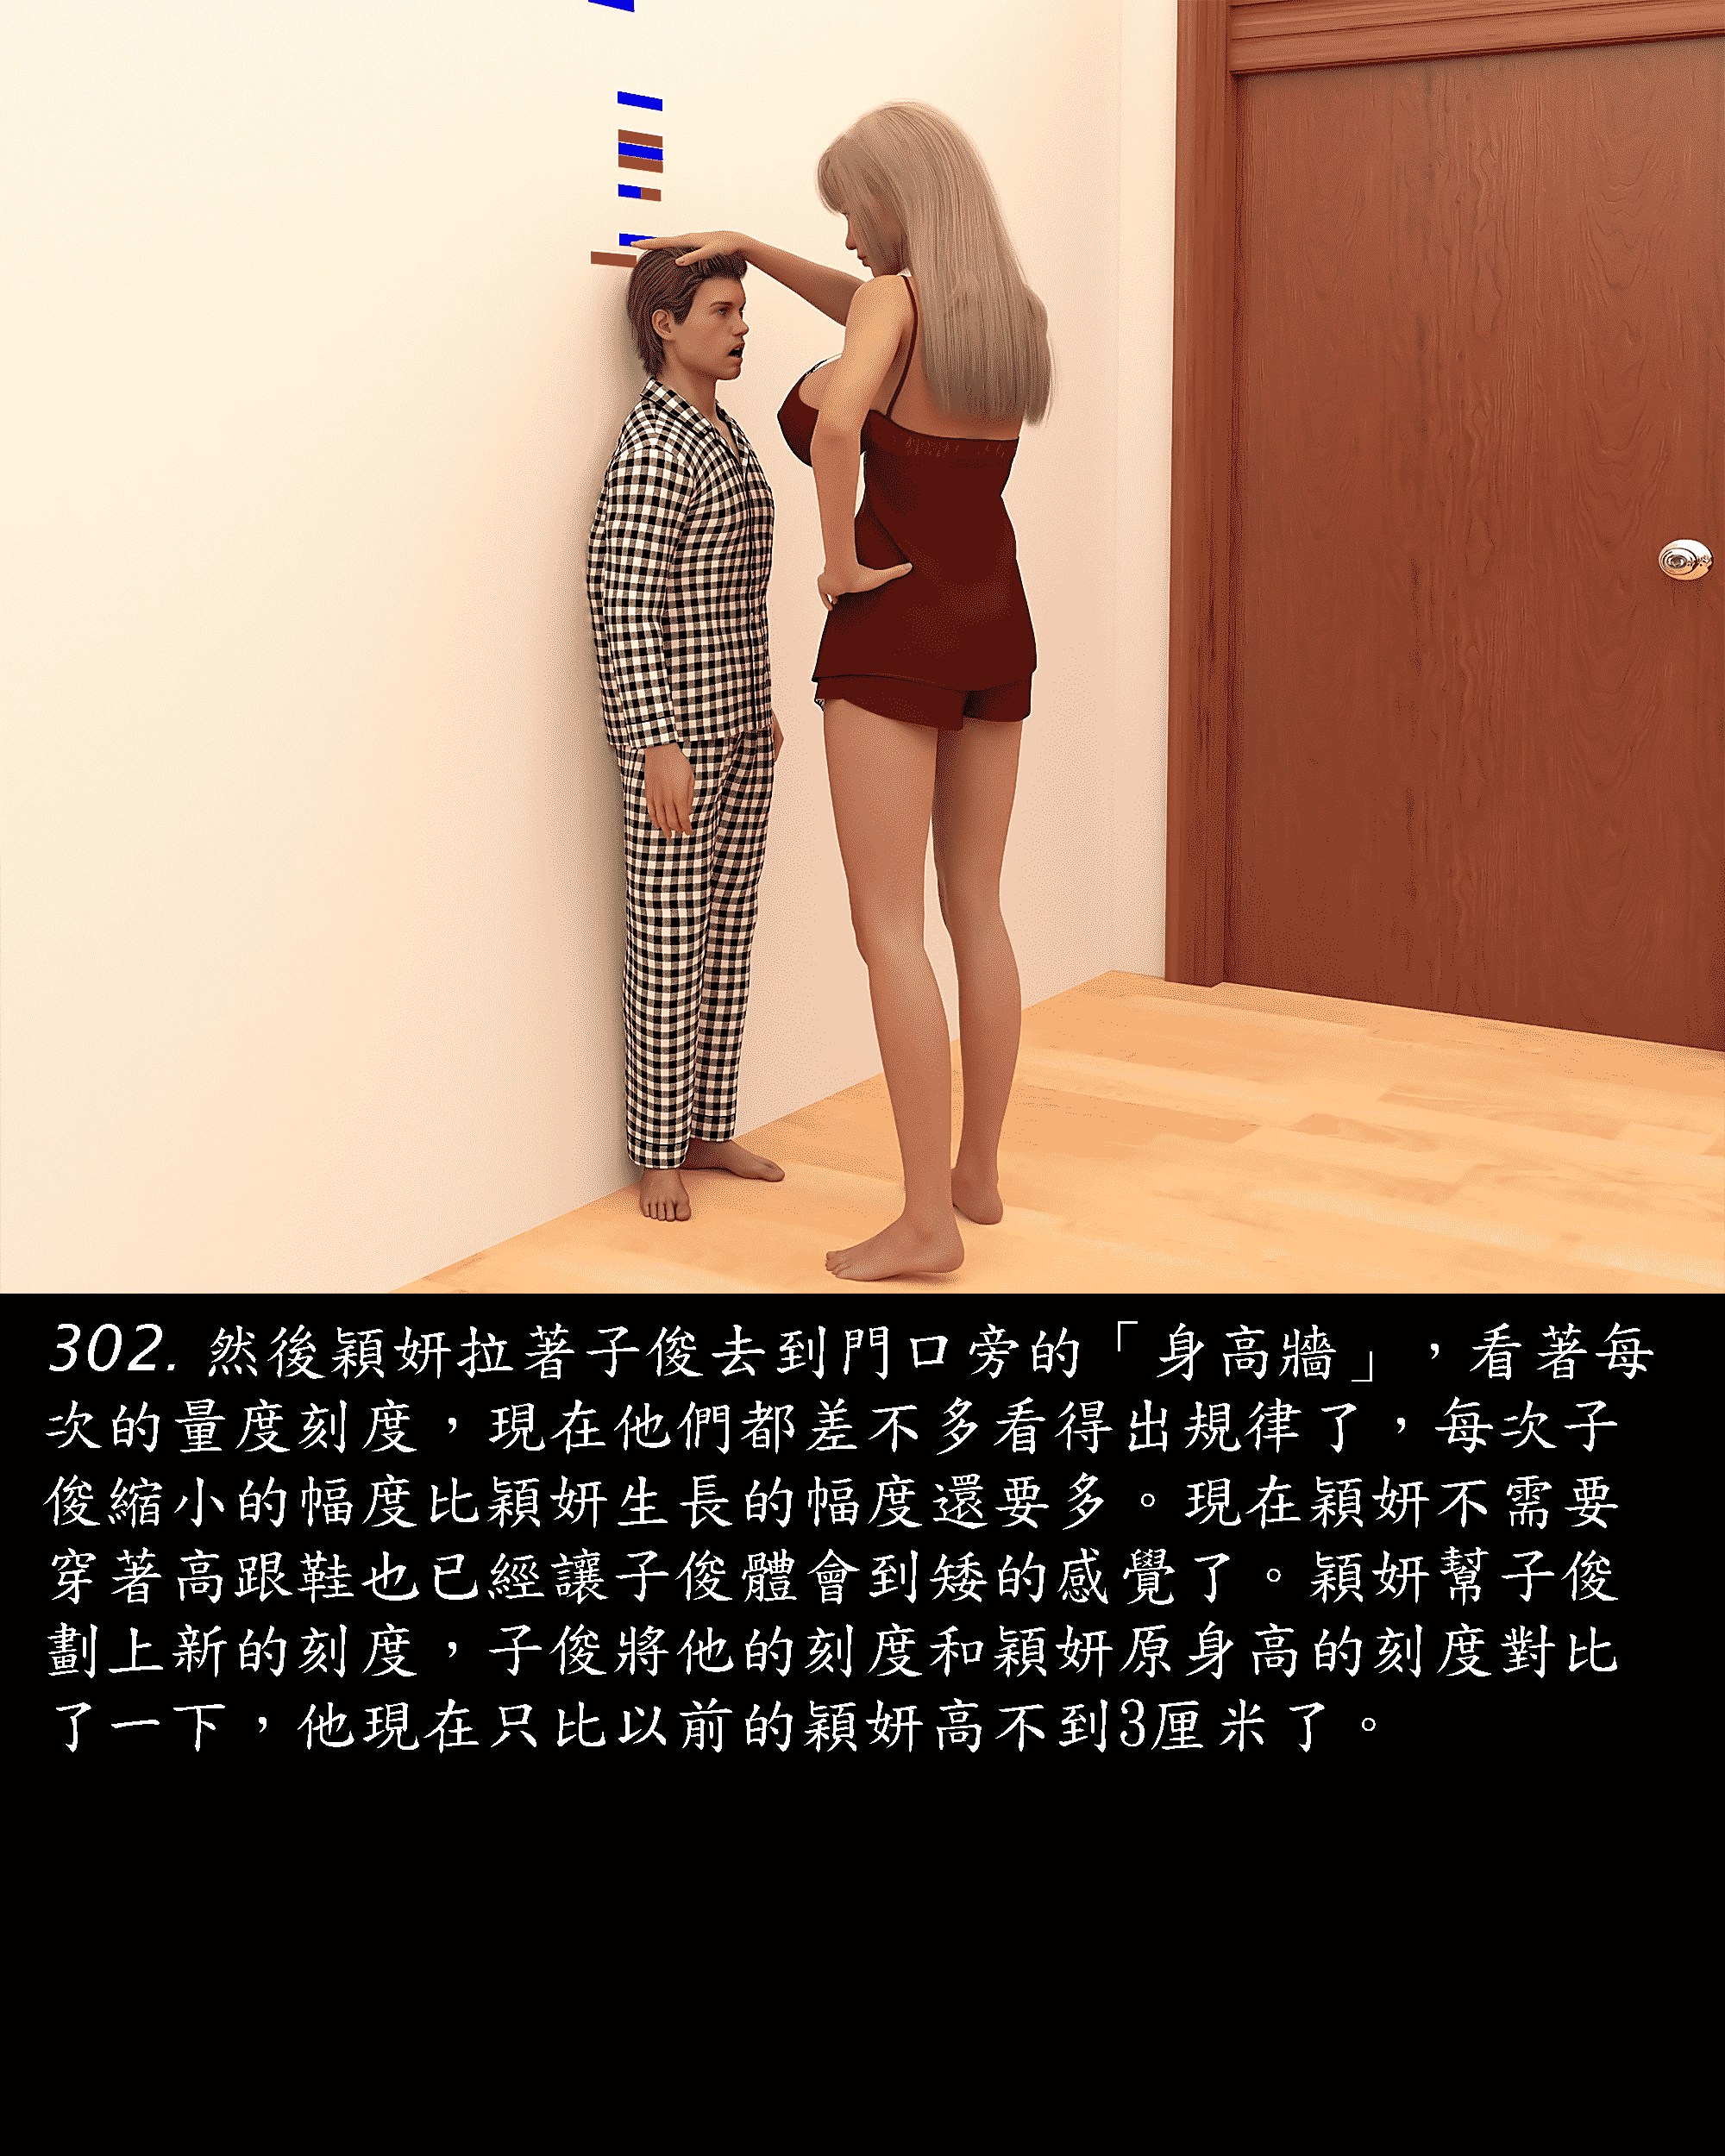 302. 然後穎妍拉著子俊去到門口旁的「身高牆」，看著每
次的量度刻度，現在他們都差不多看得出規律了，每次子
俊縮小的幅度比穎妍生長的幅度還要多。現在穎妍不需要
穿著高跟鞋也已經讓子俊體會到矮的感覺了。穎妍幫子俊
劃上新的刻度，子俊將他的刻度和穎妍原身高的刻度對比
了一下，他現在只比以前的穎妍高不到3厘米了。